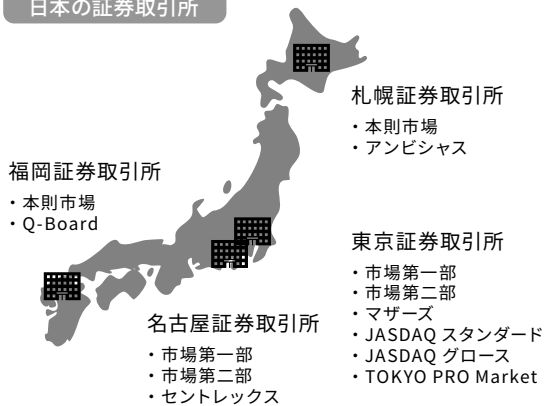 日本の証券取引所
札幌証券取引所
・本則市場
・アンビシャス
福岡証券取引所
・本則市場
・Q-Board
東京証券取引所
・市場第一部
・市場第二部
・マザーズ
・JASDAQ スタンダード
・JASDAQ グロース
・TOKYO PRO Market
名古屋証券取引所
・市場第一部
・市場第二部
・セントレックス